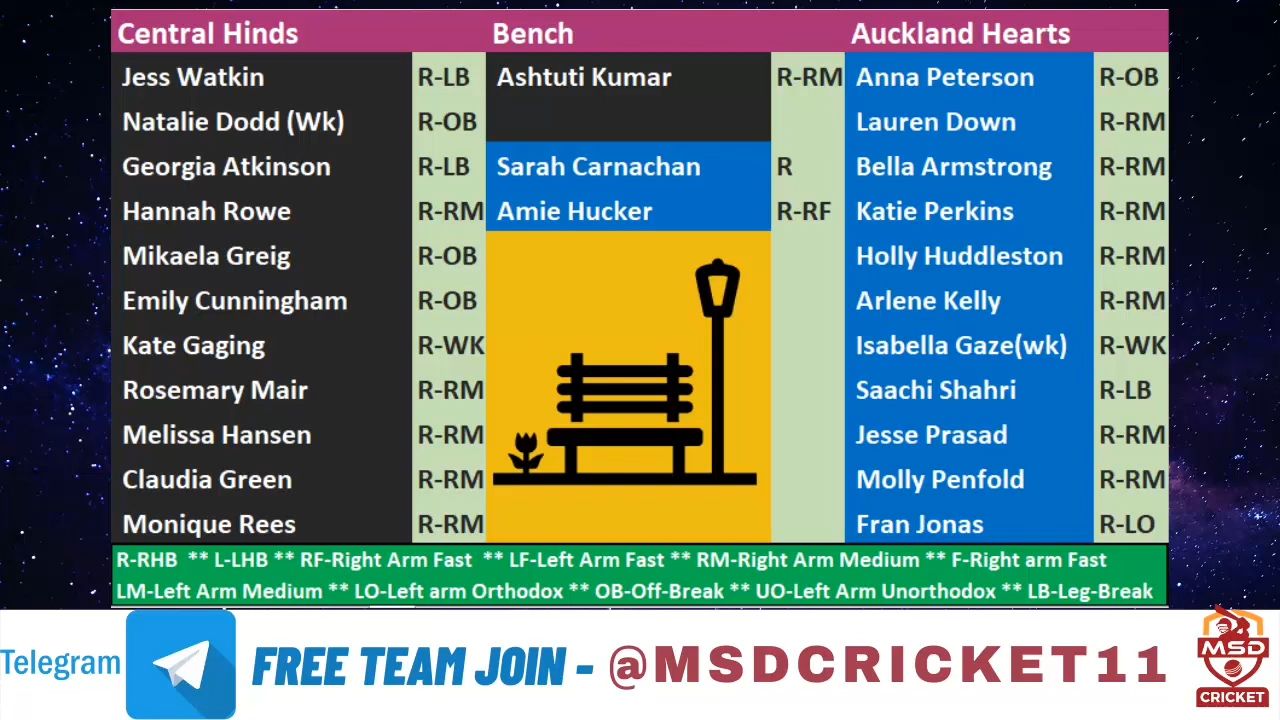 Central Hinds Bench Auckland Hearts
Jess Watkin R-LB Ashtuti Kumar R-RM Anna Peterson R-OB
Natalie Dodd (Wk) R-OB Lauren Down R-RM
Georgia Atkinson R-LB Sarah Carnachan R Bella Armstrong R-RM
Hannah Rowe R-RM Amie Hucker R-RF Katie Perkins R-RM
Mikaela Greig R-OB Holly Huddleston R-RM
Emily Cunningham R-OB Arlene Kelly R-RM
Kate Gaging R-WK Isabella Gaze(wk) R-WK
Rosemary Mair R-RM Saachi Shahri R-LB
Melissa Hansen R-RM Jesse Prasad R-RM
Claudia Green R-RM Molly Penfold R-RM
Monique Rees R-RM Fran Jonas R-LO
R-RHB ** L-LHB ** RF-Right Arm Fast ** LF-Left Arm Fast ** RM-Right Arm Medium ** F-Right arm Fast
LM-Left Arm Medium ** LO-Left arm Orthodox ** OB-Off-Break ** UO-Left Arm Unorthodox ** LB-Leg-Break
Telegram FREE TEAM JOIN - @MSDCRICKET11
MSD
CRICKET